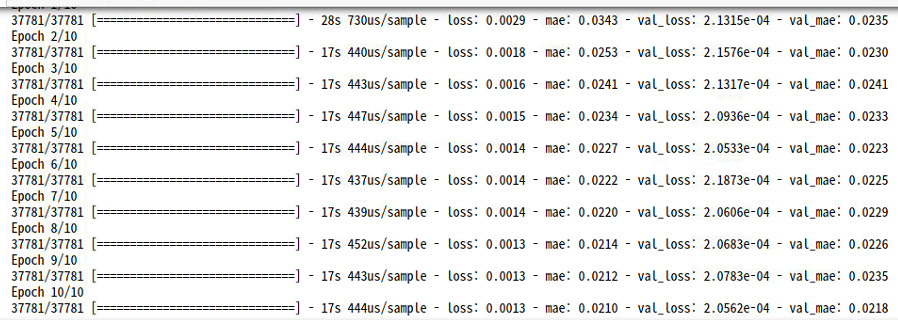 Epoch 1/10
37781/37781 [==============================] - 28s 730us/sample - loss: 0.0029 - mae: 0.0343 - val_loss: 2.1315e-04 - val_mae: 0.0235
Epoch 2/10
37781/37781 [==============================] - 17s 440us/sample - loss: 0.0018 - mae: 0.0253 - val_loss: 2.1576e-04 - val_mae: 0.0230
Epoch 3/10
37781/37781 [==============================] - 17s 443us/sample - loss: 0.0016 - mae: 0.0241 - val_loss: 2.1317e-04 - val_mae: 0.0241
Epoch 4/10
37781/37781 [==============================] - 17s 447us/sample - loss: 0.0015 - mae: 0.0234 - val_loss: 2.0936e-04 - val_mae: 0.0233
Epoch 5/10
37781/37781 [==============================] - 17s 444us/sample - loss: 0.0014 - mae: 0.0227 - val_loss: 2.0533e-04 - val_mae: 0.0223
Epoch 6/10
37781/37781 [==============================] - 17s 437us/sample - loss: 0.0014 - mae: 0.0222 - val_loss: 2.1873e-04 - val_mae: 0.0225
Epoch 7/10
37781/37781 [==============================] - 17s 439us/sample - loss: 0.0014 - mae: 0.0220 - val_loss: 2.0606e-04 - val_mae: 0.0229
Epoch 8/10
37781/37781 [==============================] - 17s 452us/sample - loss: 0.0013 - mae: 0.0214 - val_loss: 2.0683e-04 - val_mae: 0.0226
Epoch 9/10
37781/37781 [==============================] - 17s 443us/sample - loss: 0.0013 - mae: 0.0212 - val_loss: 2.0783e-04 - val_mae: 0.0235
Epoch 10/10
37781/37781 [==============================] - 17s 444us/sample - loss: 0.0013 - mae: 0.0210 - val_loss: 2.0562e-04 - val_mae: 0.0218